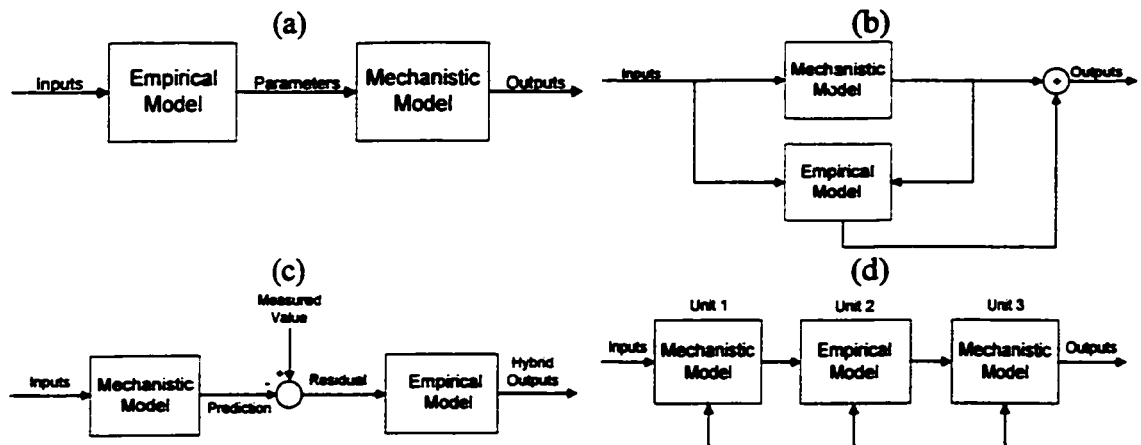 (a)
Inputs
Empirical
Model
Parameters
Mechanistic
Model
Outputs
(b)
Inputs
Mechanistic
Model
Outputs
Empirical
Model
(c)
Measured
Value
Inputs
Mechanistic
Model
-
+
Prediction
Residual
Empirical
Model
Hybrid
Outputs
(d)
Unit 1
Unit 2
Unit 3
Inputs
Mechanistic
Model
Empirical
Model
Mechanistic
Model
Outputs